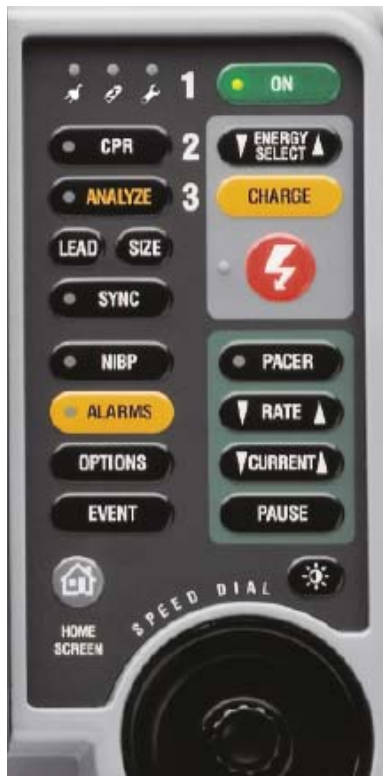 1 ON
CPR 2 ENERGY SELECT
ANALYZE 3 CHARGE
LEAD SIZE
SYNC
NIBP PACER
ALARMS RATE
OPTIONS CURRENT
EVENT PAUSE
SPEED DIAL
HOME
SCREEN